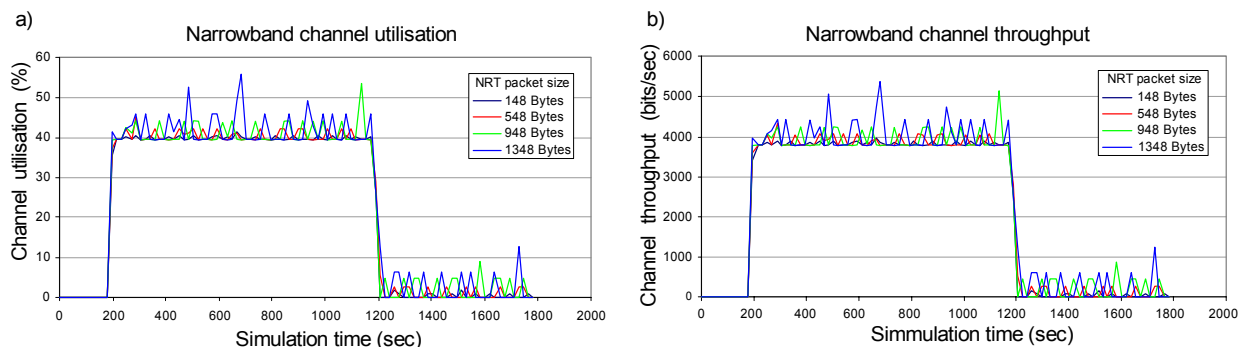 a)
Narrowband channel utilisation
60
50
40
30
20
10
0
Channel utilisation (%)
NRT packet size
148 Bytes
548 Bytes
948 Bytes
1348 Bytes
0 200 400 600 800 1000 1200 1400 1600 1800 2000
Simulation time (sec)
b)
Narrowband channel throughput
6000
5000
4000
3000
2000
1000
0
Channel throughput (bits/sec)
NRT packet size
148 Bytes
548 Bytes
948 Bytes
1348 Bytes
0 200 400 600 800 1000 1200 1400 1600 1800 2000
Simmulation time (sec)